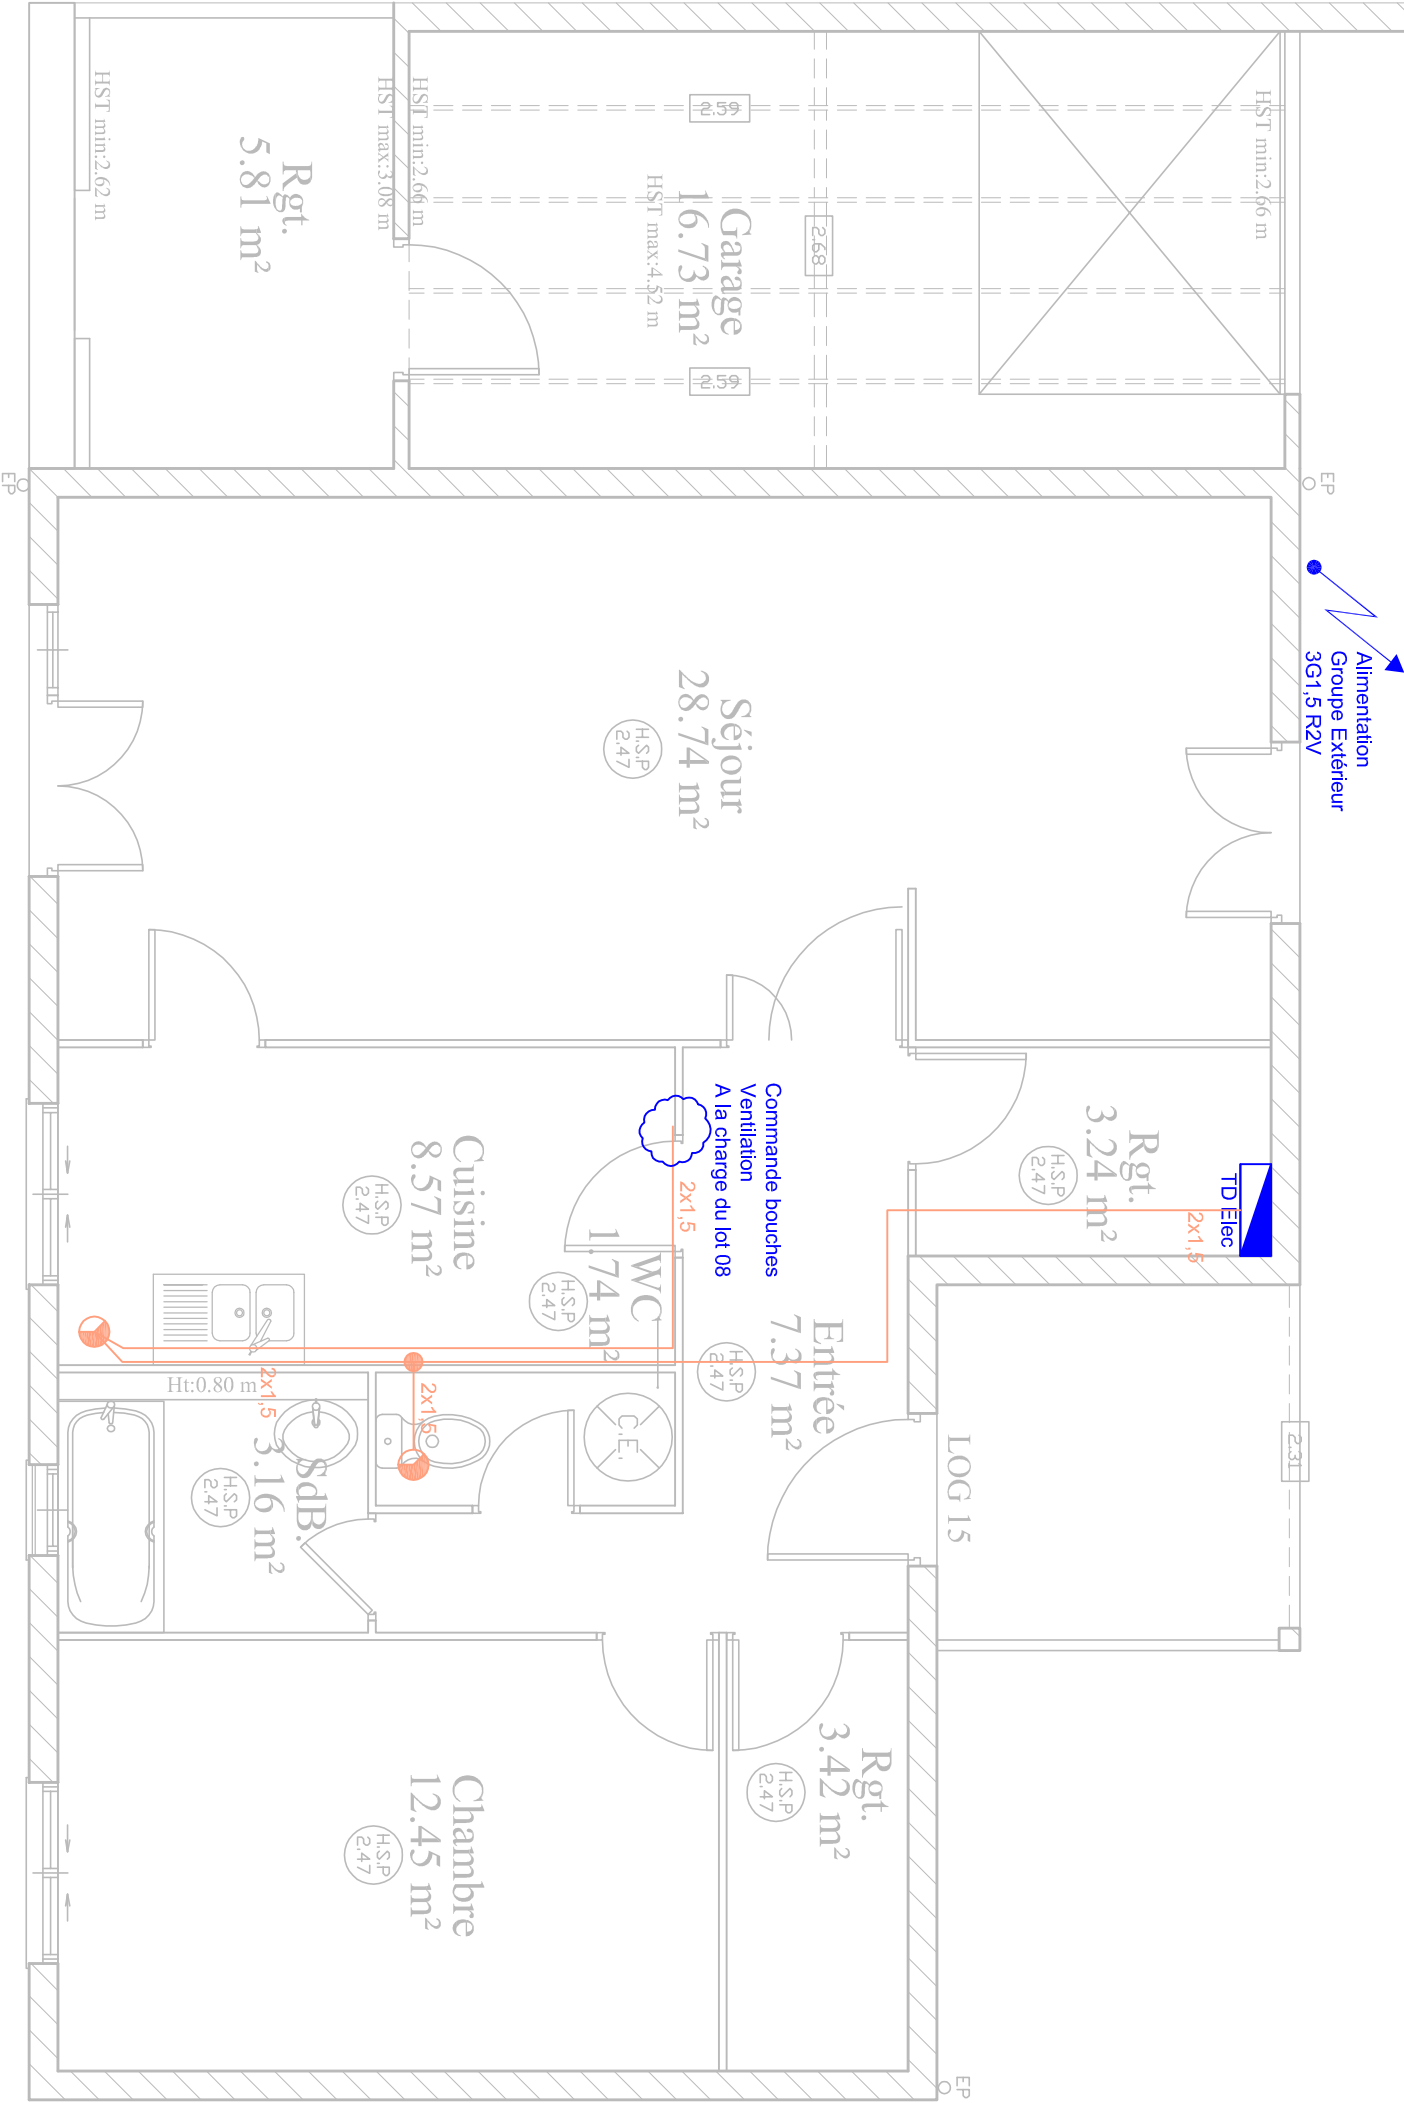 HST min:2.62 m
Rgt.
5.81 m²
HST max:3.08 m
HST min:2.66 m
Garage
16.73 m²
HST max:4.52 m
2.59
2.59
2.68
HST min:2.66 m
EP
EP
Alimentation
Groupe Extérieur
3G1,5 R2V
Séjour
28.74 m²
H.S.P
2.47
Commande bouches
Ventilation
A la charge du lot 08
Rgt.
3.24 m²
H.S.P
2.47
TD Elec
2x1,5
2x1,5
Cuisine
8.57 m²
H.S.P
2.47
WC
1.74 m²
H.S.P
2.47
Entrée
7.37 m²
H.S.P
2.47
C.E.
2x1,5
2x1,5
Ht:0.80 m
SdB.
3.16 m²
H.S.P
2.47
LOG 15
2.31
Rgt.
3.42 m²
H.S.P
2.47
Chambre
12.45 m²
H.S.P
2.47
EP